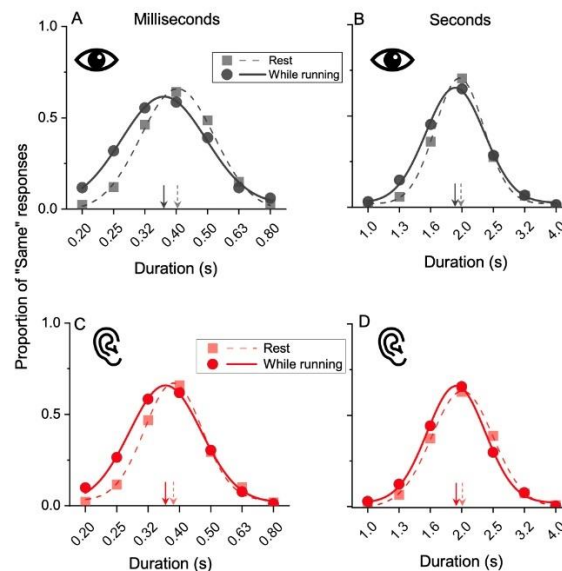 A
Milliseconds
B
Seconds
Rest
While running
Proportion of "Same" responses
1.0
0.5
0.0
0.20 0.25 0.32 0.40 0.50 0.63 0.80
Duration (s)
1.0 1.3 1.6 2.0 2.5 3.2 4.0
Duration (s)
C
D
Rest
While running
1.0
0.5
0.0
0.20 0.25 0.32 0.40 0.50 0.63 0.80
Duration (s)
1.0 1.3 1.6 2.0 2.5 3.2 4.0
Duration (s)